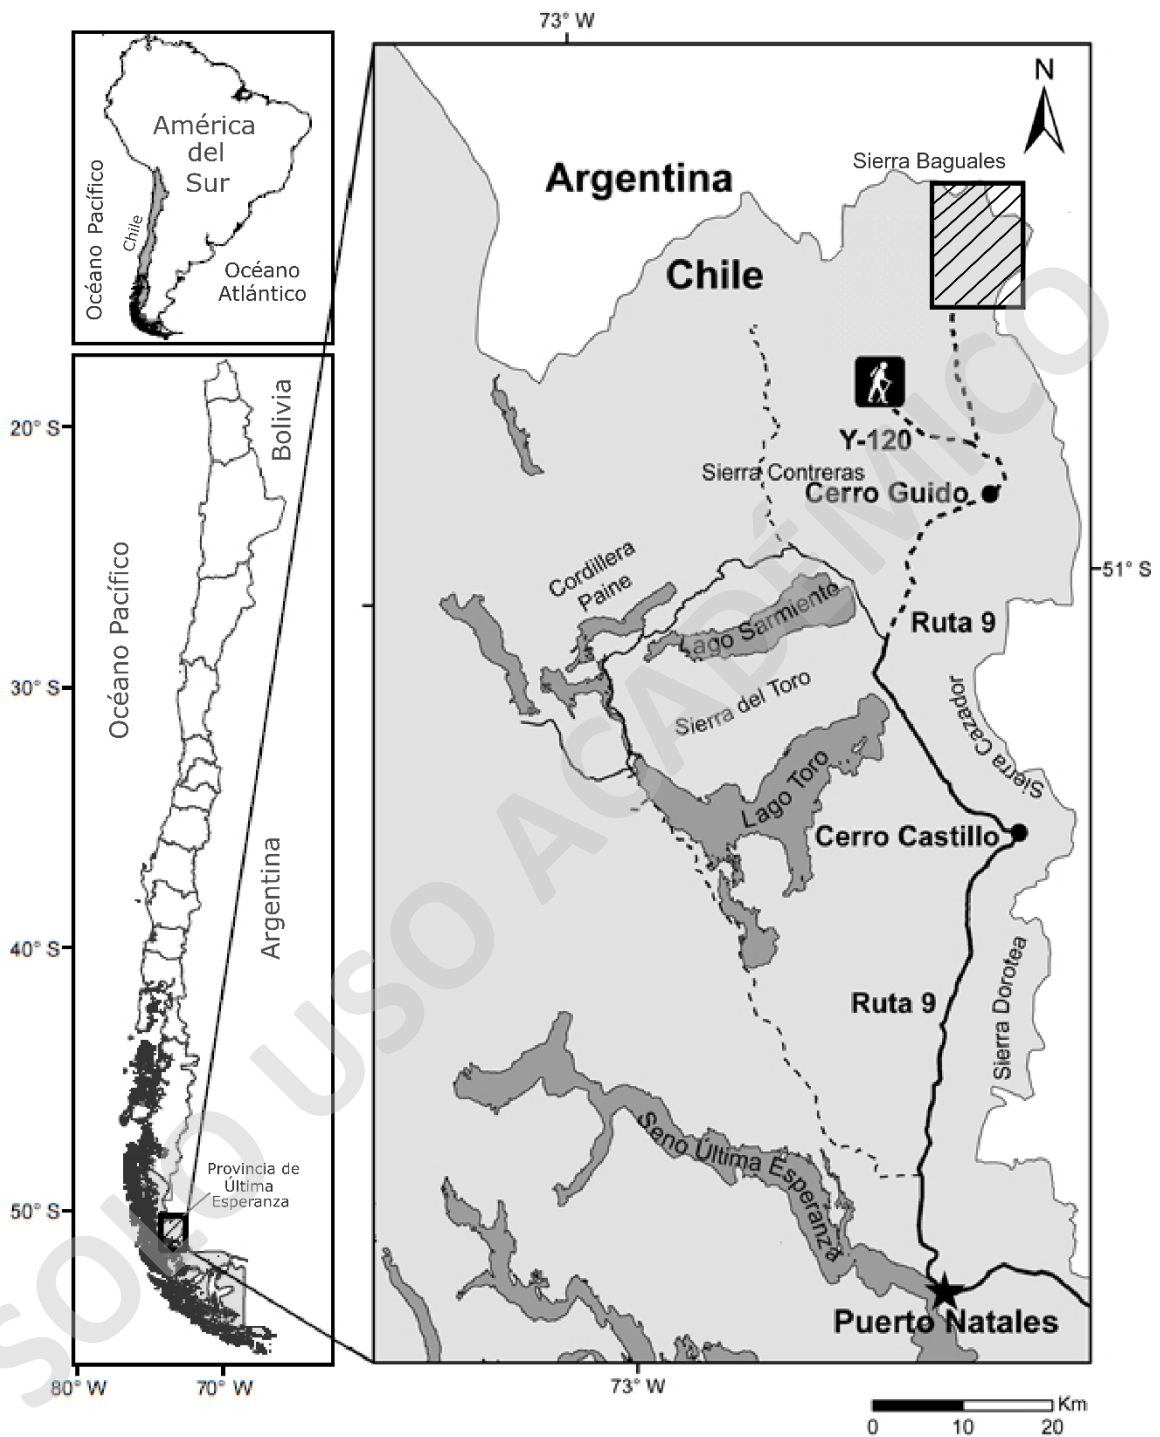 73° W
N
América
del
Sur
Océano Pacífico
Chile
Océano
Atlántico
Argentina
Chile
Sierra Baguales
Y-120
Sierra Contreras
Cerro Guido
51° S
Cordillera
Paine
Lago Sarmiento
Ruta 9
Sierra del Toro
Sierra Cazador
Lago Toro
Cerro Castillo
Ruta 9
Sierra Dorotea
Seno Última Esperanza
Puerto Natales
73° W
Km
0 10 20
20° S
30° S
40° S
50° S
Bolivia
Océano Pacífico
Argentina
Provincia de
Última
Esperanza
80° W 70° W
SOLO USO ACADÉMICO